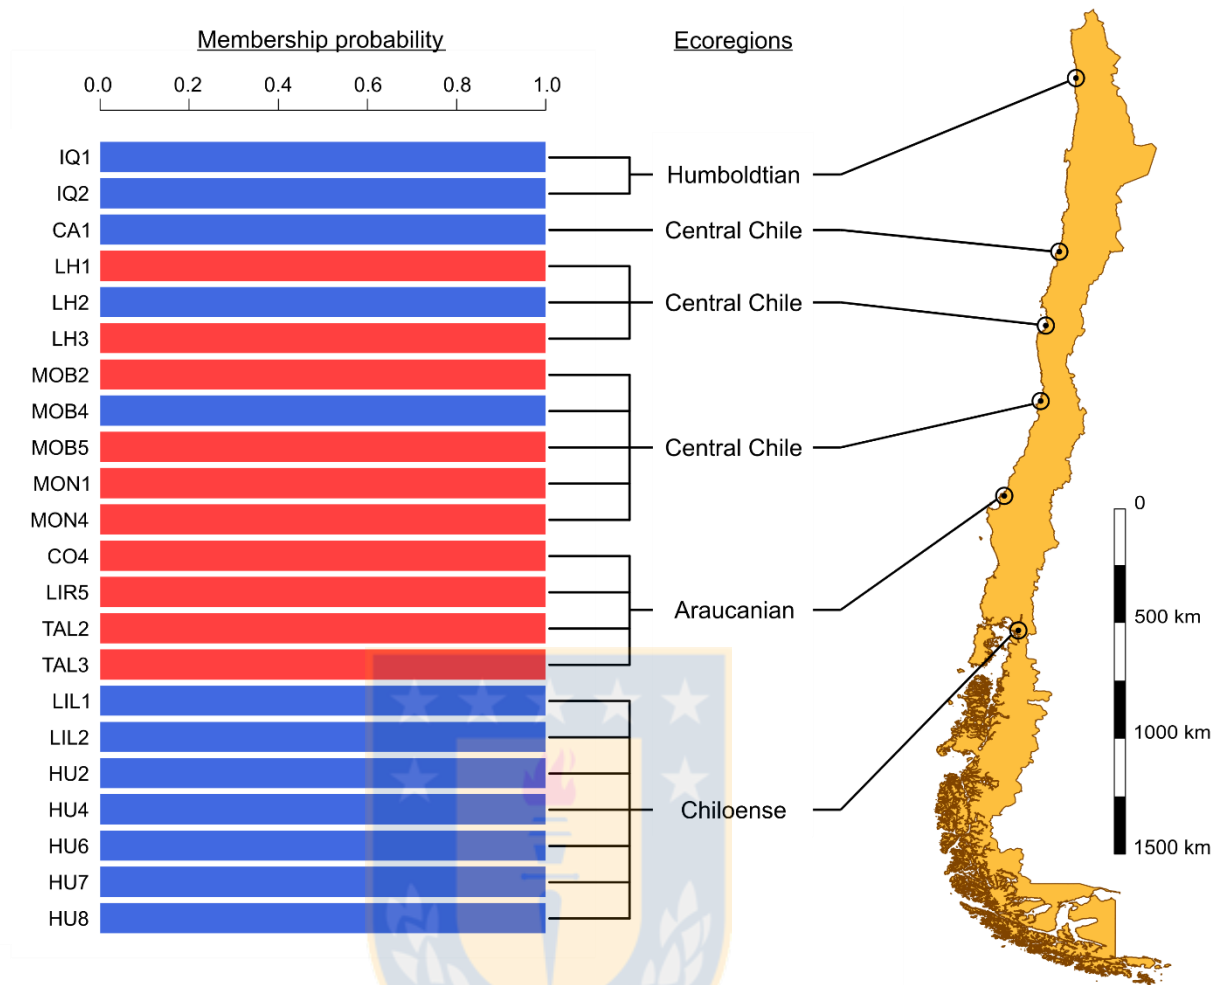 Membership probability
Ecoregions
0.0 0.2 0.4 0.6 0.8 1.0
IQ1
Humboldtian
IQ2
CA1
Central Chile
LH1
LH2
Central Chile
LH3
MOB2
MOB4
MOB5
Central Chile
MON1
MON4
0
CO4
LIR5
Araucanian
500 km
TAL2
TAL3
LIL1
LIL2
1000 km
HU2
HU4
Chiloense
HU6
1500 km
HU7
HU8